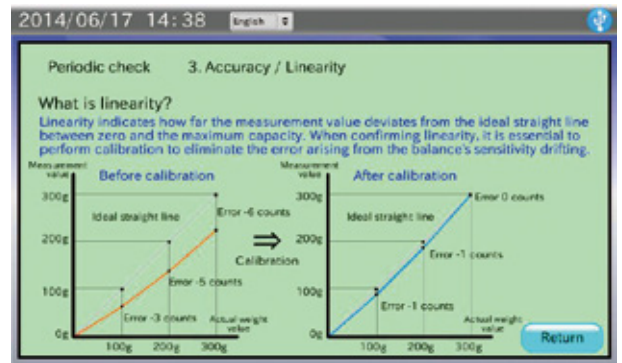 2014/06/17 14:38 English
Periodic check 3. Accuracy / Linearity
What is linearity?
Linearity indicates how far the measurement value deviates from the ideal straight line
between zero and the maximum capacity. When confirming linearity, it is essential to
perform calibration to eliminate the error arising from the balance's sensitivity drifting.
Measurement
value
Before calibration
300g
Ideal straight line
Error -6 counts
200g
Error -5 counts
100g
Error -3 counts
Actual weight
value
0g
100g 200g 300g
Calibration
Measurement
value
After calibration
300g
Error 0 counts
Ideal straight line
200g
Error -1 counts
100g
Error -1 counts
Actual weight
value
0g
100g 200g 300g
Return